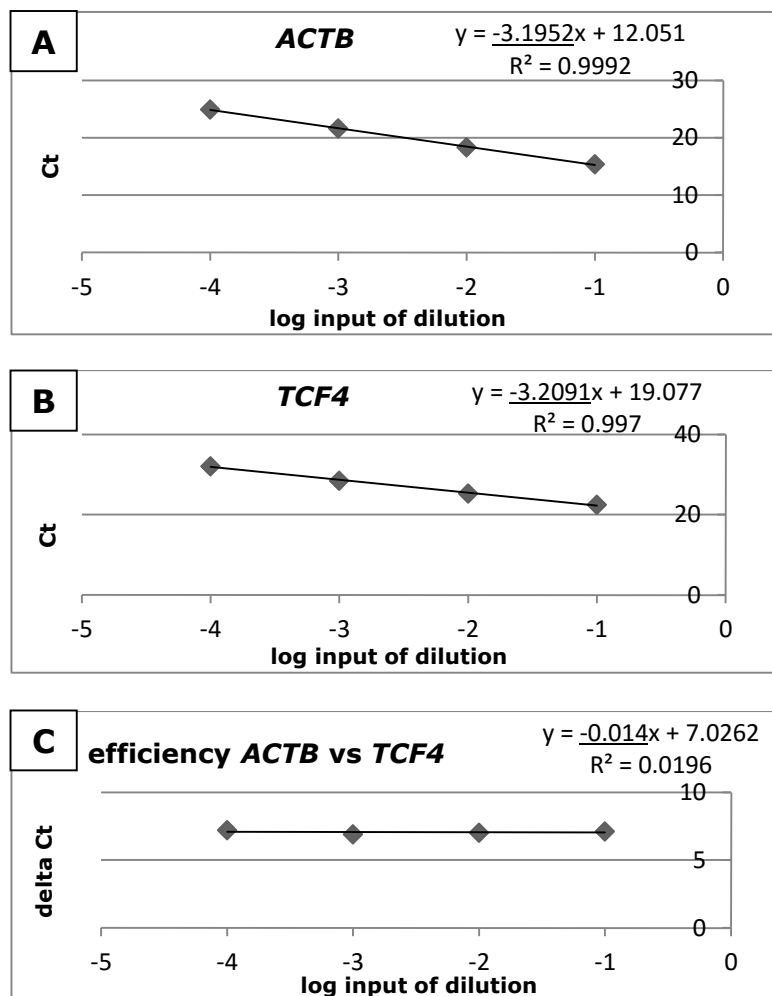 A
ACTB
y = -3.1952x + 12.051
R² = 0.9992
30
20
10
0
Ct
-5 -4 -3 -2 -1 0
log input of dilution
B
TCF4
y = -3.2091x + 19.077
R² = 0.997
40
20
0
Ct
-5 -4 -3 -2 -1 0
log input of dilution
C
efficiency ACTB vs TCF4
y = -0.014x + 7.0262
R² = 0.0196
10
5
0
delta Ct
-5 -4 -3 -2 -1 0
log input of dilution